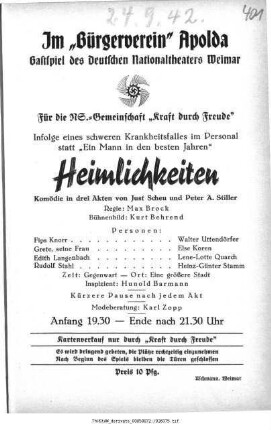 24.9.42.
401
Im „Bürgerverein“ Apolda
Gastspiel des Deutschen Nationaltheaters Weimar
Für die NS.-Gemeinschaft „Kraft durch Freude“
Infolge eines schweren Krankheitsfalles im Personal
statt „Ein Mann in den besten Jahren“
Heimlichkeiten
Komödie in drei Akten von Just Scheu und Peter A. Stiller
Regie: Max Brock
Bühnenbild: Kurt Behrend
Personen:
Fips Knorr . . . . . . . . . . . Walter Uttendörfer
Grete, seine Frau . . . . . . . . . . . Else Koren
Edith Langenbach . . . . . . . . . Lene-Lotte Quarch
Rudolf Stahl . . . . . . . . . . . Heinz-Günter Stamm
Zeit: Gegenwart — Ort: Eine größere Stadt
Inspizient: Hunold Barmann
Kürzere Pause nach jedem Akt
Modeberatung: Karl Zopp
Anfang 19.30 — Ende nach 21.30 Uhr
Kartenverkauf nur durch „Kraft durch Freude“
Es wird dringend gebeten, die Plätze rechtzeitig einzunehmen
Nach Beginn des Spiels bleiben die Türen geschlossen
Preis 10 Pfg.
Weimar